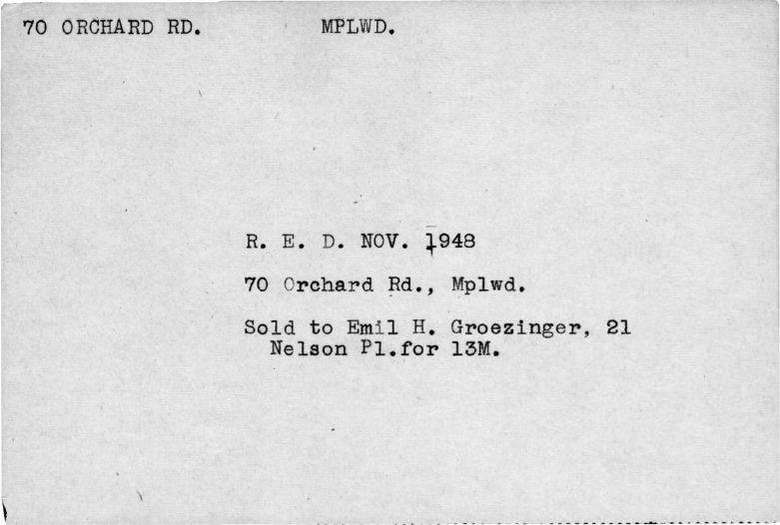 70 ORCHARD RD. MPLWD.
R. E. D. NOV. 1948
70 Orchard Rd., Mplwd.
Sold to Emil H. Groezinger, 21
Nelson Pl.for 13M.